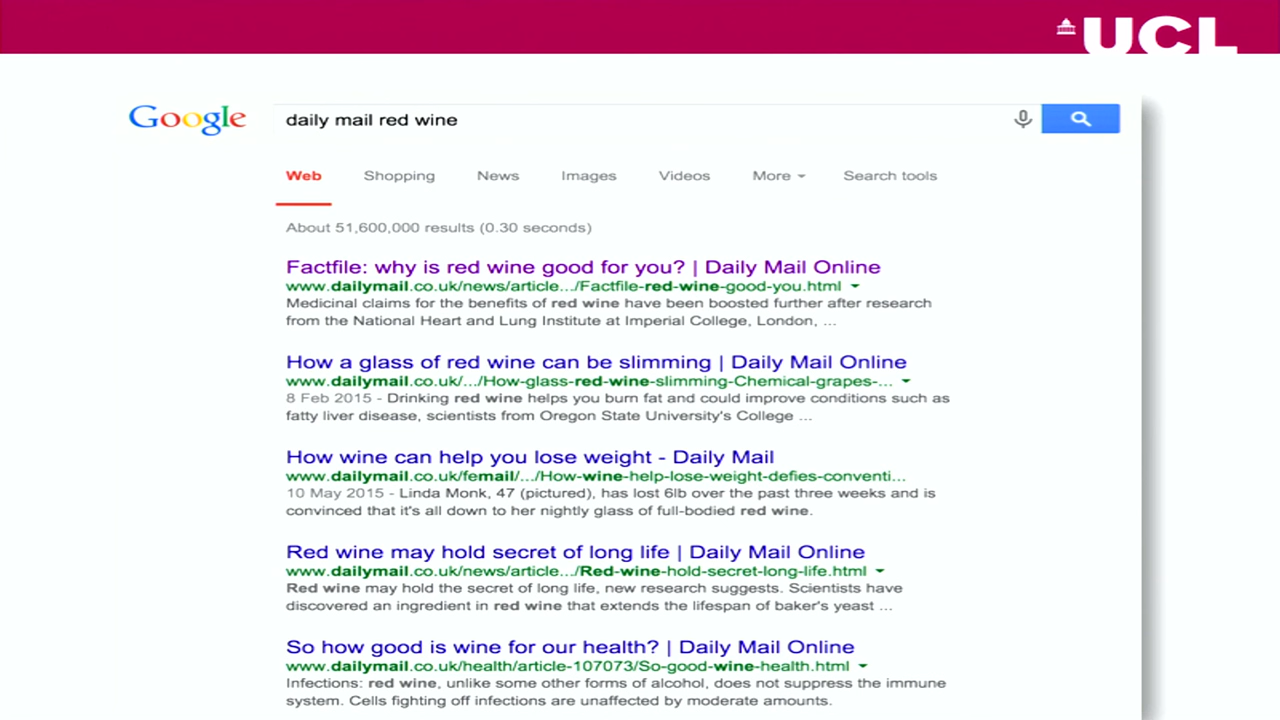 UCL
Google
daily mail red wine
Web Shopping News Images Videos More Search tools
About 51,600,000 results (0.30 seconds)
Factfile: why is red wine good for you? | Daily Mail Online
www.dailymail.co.uk/news/article.../Factfile-red-wine-good-you.html
Medicinal claims for the benefits of red wine have been boosted further after research
from the National Heart and Lung Institute at Imperial College, London, ...
How a glass of red wine can be slimming | Daily Mail Online
www.dailymail.co.uk/.../How-glass-red-wine-slimming-Chemical-grapes-...
8 Feb 2015 - Drinking red wine helps you burn fat and could improve conditions such as
fatty liver disease, scientists from Oregon State University's College ...
How wine can help you lose weight - Daily Mail
www.dailymail.co.uk/femail/.../How-wine-help-lose-weight-defies-conventi...
10 May 2015 - Linda Monk, 47 (pictured), has lost 6lb over the past three weeks and is
convinced that it's all down to her nightly glass of full-bodied red wine.
Red wine may hold secret of long life | Daily Mail Online
www.dailymail.co.uk/news/article.../Red-wine-hold-secret-long-life.html
Red wine may hold the secret of long life, new research suggests. Scientists have
discovered an ingredient in red wine that extends the lifespan of baker's yeast ...
So how good is wine for our health? | Daily Mail Online
www.dailymail.co.uk/health/article-107073/So-good-wine-health.html
Infections: red wine, unlike some other forms of alcohol, does not suppress the immune
system. Cells fighting off infections are unaffected by moderate amounts.